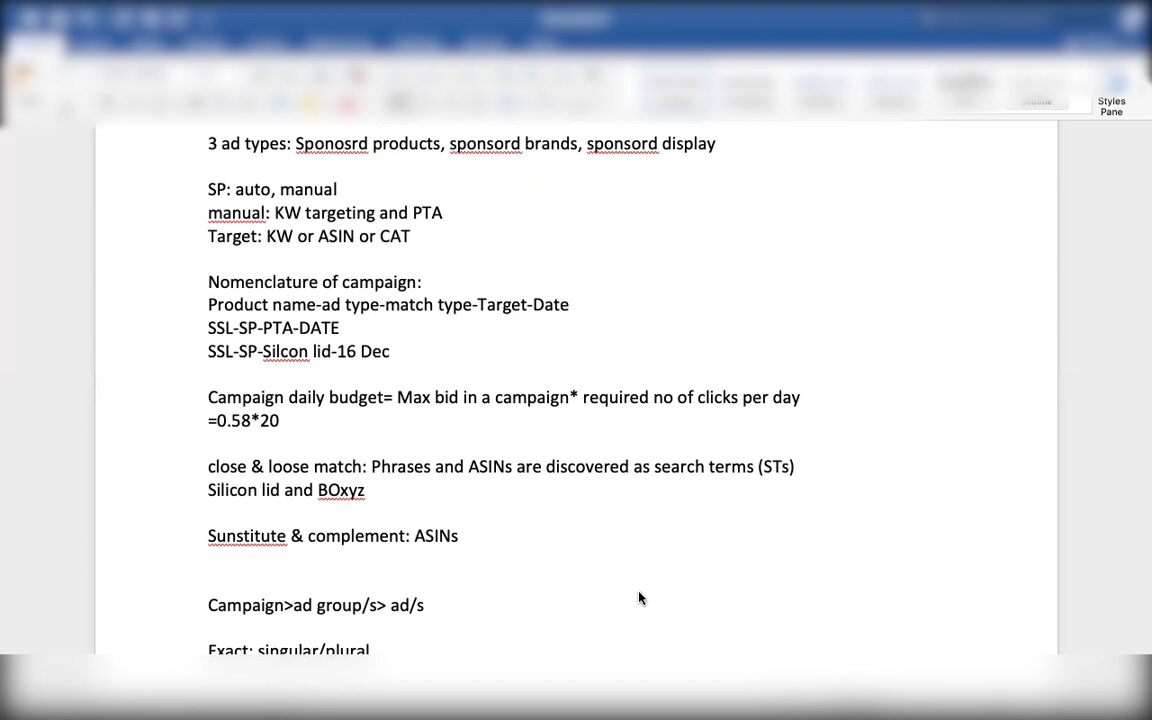 Styles
Pane
3 ad types: Sponosrd products, sponsord brands, sponsord display
SP: auto, manual
manual: KW targeting and PTA
Target: KW or ASIN or CAT
Nomenclature of campaign:
Product name-ad type-match type-Target-Date
SSL-SP-PTA-DATE
SSL-SP-Silcon lid-16 Dec
Campaign daily budget= Max bid in a campaign* required no of clicks per day
=0.58*20
close & loose match: Phrases and ASINs are discovered as search terms (STs)
Silicon lid and BOxyz
Sunstitute & complement: ASINs
Campaign>ad group/s> ad/s
Exact: singular/plural